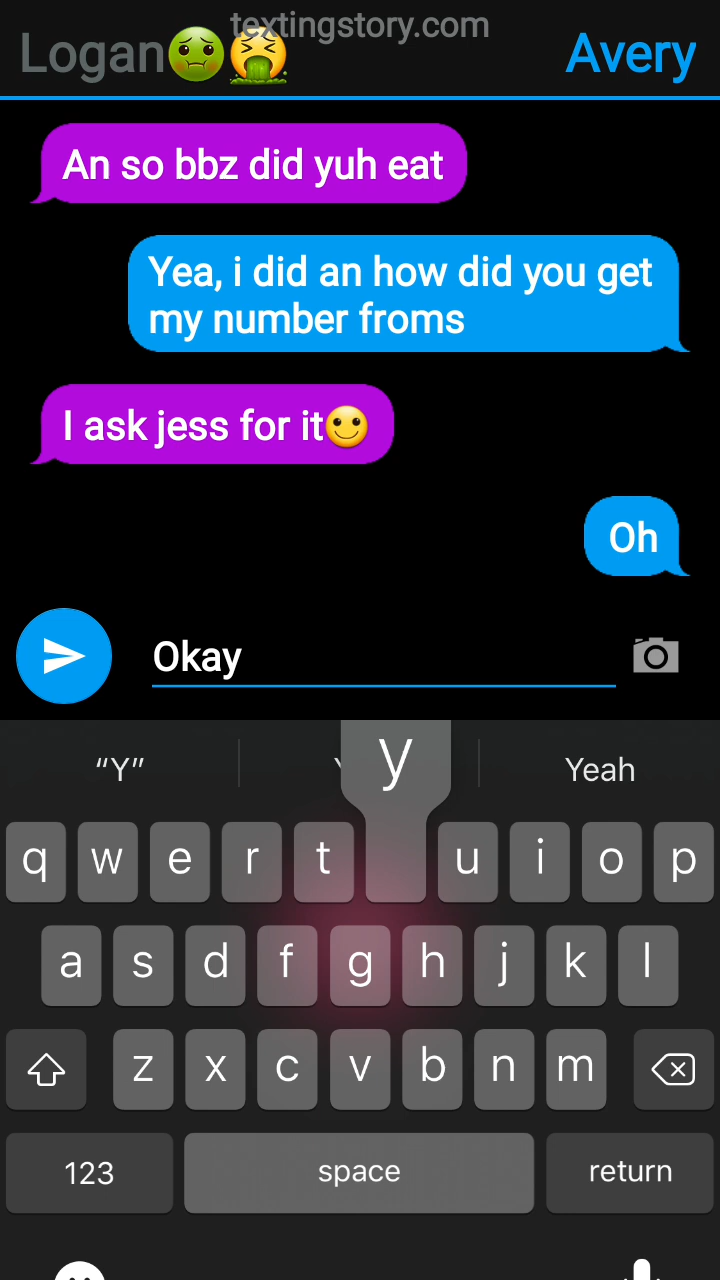 textingstory.com
Logan🤢🤮
Avery
An so bbz did yuh eat
Yea, i did an how did you get
my number froms
I ask jess for it🙂
Oh
Okay
“Y”
Yeah
y
q w e r t u i o p
a s d f g h j k l
z x c v b n m
123 space return